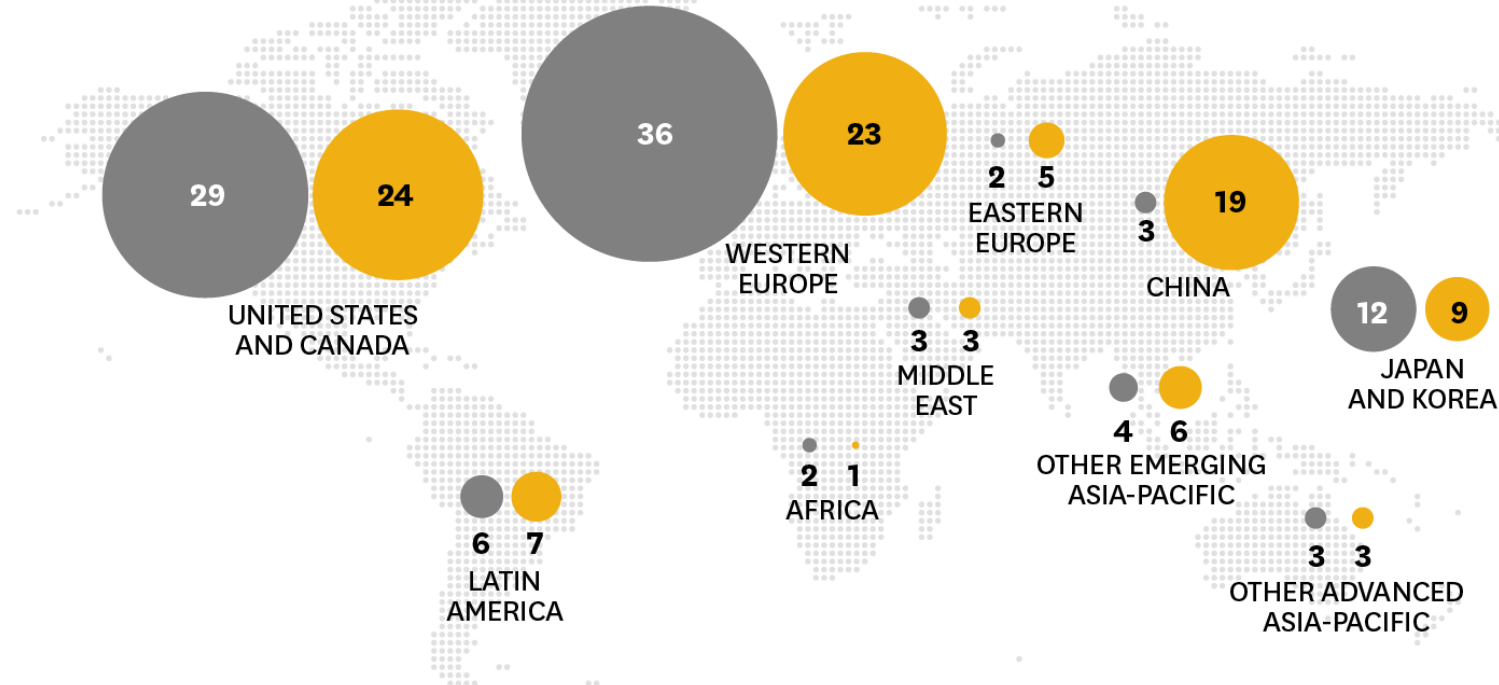 29
24
UNITED STATES
AND CANADA
36
23
WESTERN
EUROPE
2 5
EASTERN
EUROPE
3
19
CHINA
12
9
JAPAN
AND KOREA
3 3
MIDDLE
EAST
4 6
OTHER EMERGING
ASIA-PACIFIC
2 1
AFRICA
6 7
LATIN
AMERICA
3 3
OTHER ADVANCED
ASIA-PACIFIC